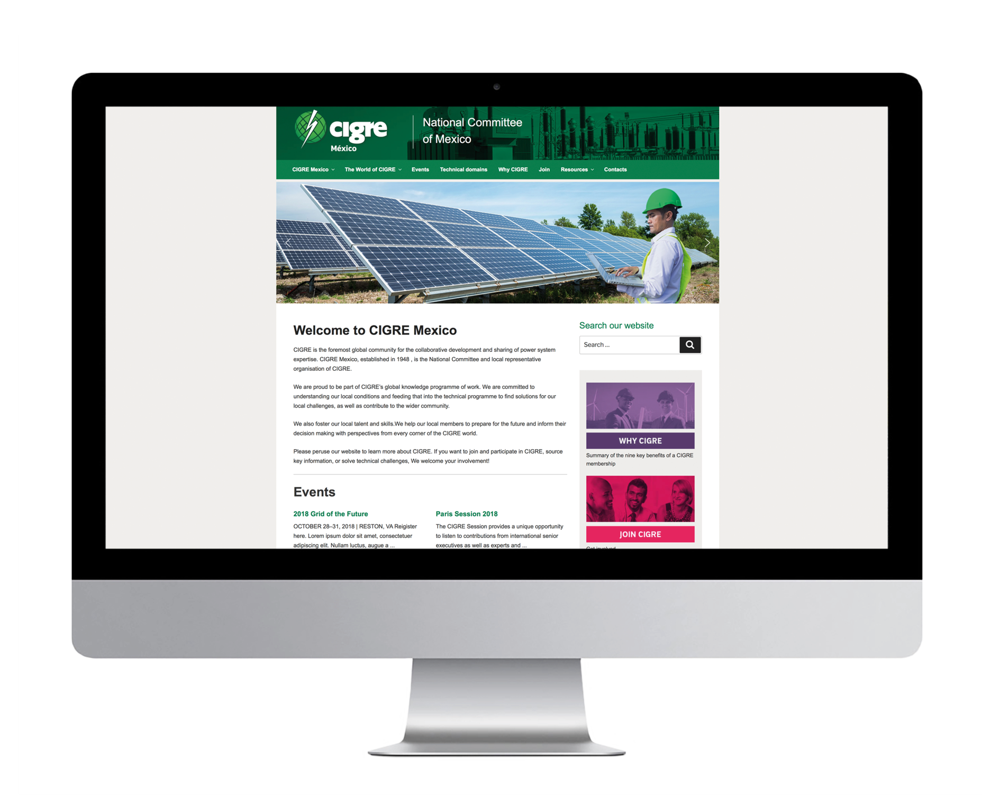 cigre
México
National Committee
of Mexico
CIGRE Mexico
The World of CIGRE
Events
Technical domains
Why CIGRE
Join
Resources
Contacts
Welcome to CIGRE Mexico
CIGRE is the foremost global community for the collaborative development and sharing of power system
expertise. CIGRE Mexico, established in 1948 , is the National Committee and local representative
organisation of CIGRE.
We are proud to be part of CIGRE's global knowledge programme of work. We are committed to
understanding our local conditions and feeding that into the technical programme to find solutions for our
local challenges, as well as contribute to the wider community.
We also foster our local talent and skills.We help our local members to prepare for the future and inform their
decision making with perspectives from every corner of the CIGRE world.
Please peruse our website to learn more about CIGRE. If you want to join and participate in CIGRE, source
key information, or solve technical challenges, We welcome your involvement!
Events
2018 Grid of the Future
OCTOBER 28–31, 2018 | RESTON, VA Reigister
here. Lorem ipsum dolor sit amet, consectetuer
adipiscing elit. Nullam luctus, augue a ...
Paris Session 2018
The CIGRE Session provides a unique opportunity
to listen to contributions from international senior
executives as well as experts and ...
Search our website
Search ...
WHY CIGRE
Summary of the nine key benefits of a CIGRE
membership
JOIN CIGRE
Get involved